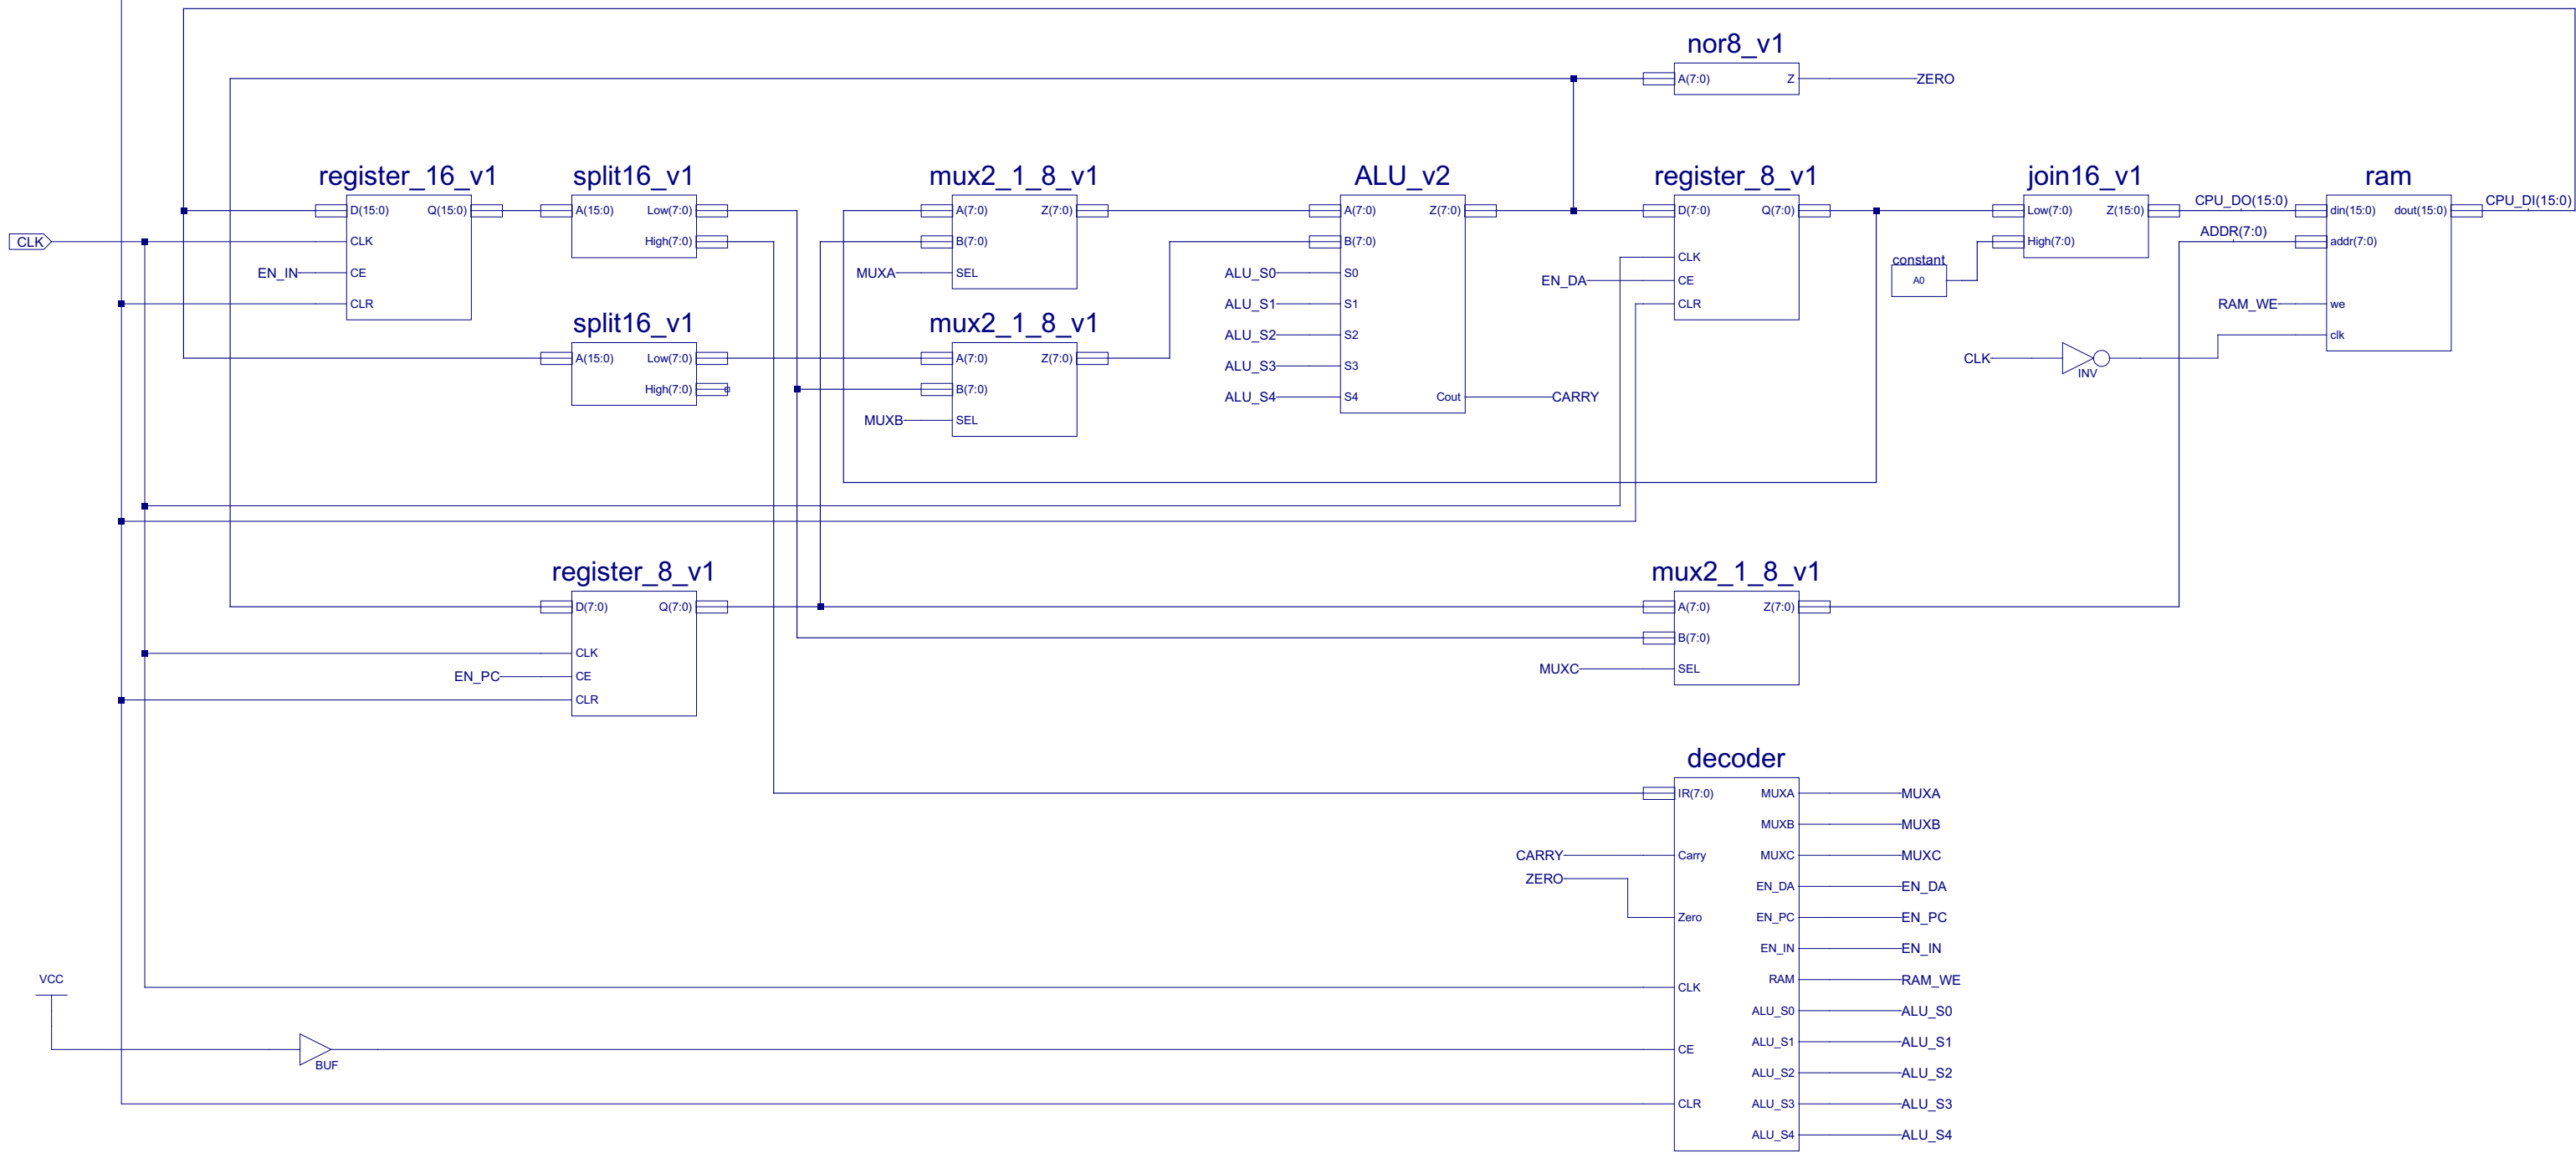 nor8_v1
A(7:0) Z ZERO
register_16_v1
D(15:0) Q(15:0)
CLK
EN_IN CE
CLR
split16_v1
A(15:0) Low(7:0)
High(7:0)
mux2_1_8_v1
A(7:0) Z(7:0)
B(7:0)
MUXA SEL
ALU_v2
A(7:0) Z(7:0)
B(7:0)
ALU_S0 S0
ALU_S1 S1
ALU_S2 S2
ALU_S3 S3
ALU_S4 S4 Cout CARRY
register_8_v1
D(7:0) Q(7:0)
CLK
EN_DA CE
CLR
join16_v1
Low(7:0) Z(15:0)
High(7:0)
constant
A0
ram
CPU_DO(15:0) din(15:0) dout(15:0) CPU_DI(15:0)
ADDR(7:0) addr(7:0)
RAM_WE we
clk
CLK
INV
CLK
split16_v1
A(15:0) Low(7:0)
High(7:0)
mux2_1_8_v1
A(7:0) Z(7:0)
B(7:0)
MUXB SEL
register_8_v1
D(7:0) Q(7:0)
CLK
EN_PC CE
CLR
mux2_1_8_v1
A(7:0) Z(7:0)
B(7:0)
MUXC SEL
decoder
IR(7:0) MUXA MUXA
MUXB MUXB
CARRY Carry MUXC MUXC
ZERO EN_DA EN_DA
Zero EN_PC EN_PC
EN_IN EN_IN
RAM RAM_WE
CLK
ALU_S0 ALU_S0
ALU_S1 ALU_S1
CE
ALU_S2 ALU_S2
CLR ALU_S3 ALU_S3
ALU_S4 ALU_S4
VCC
BUF